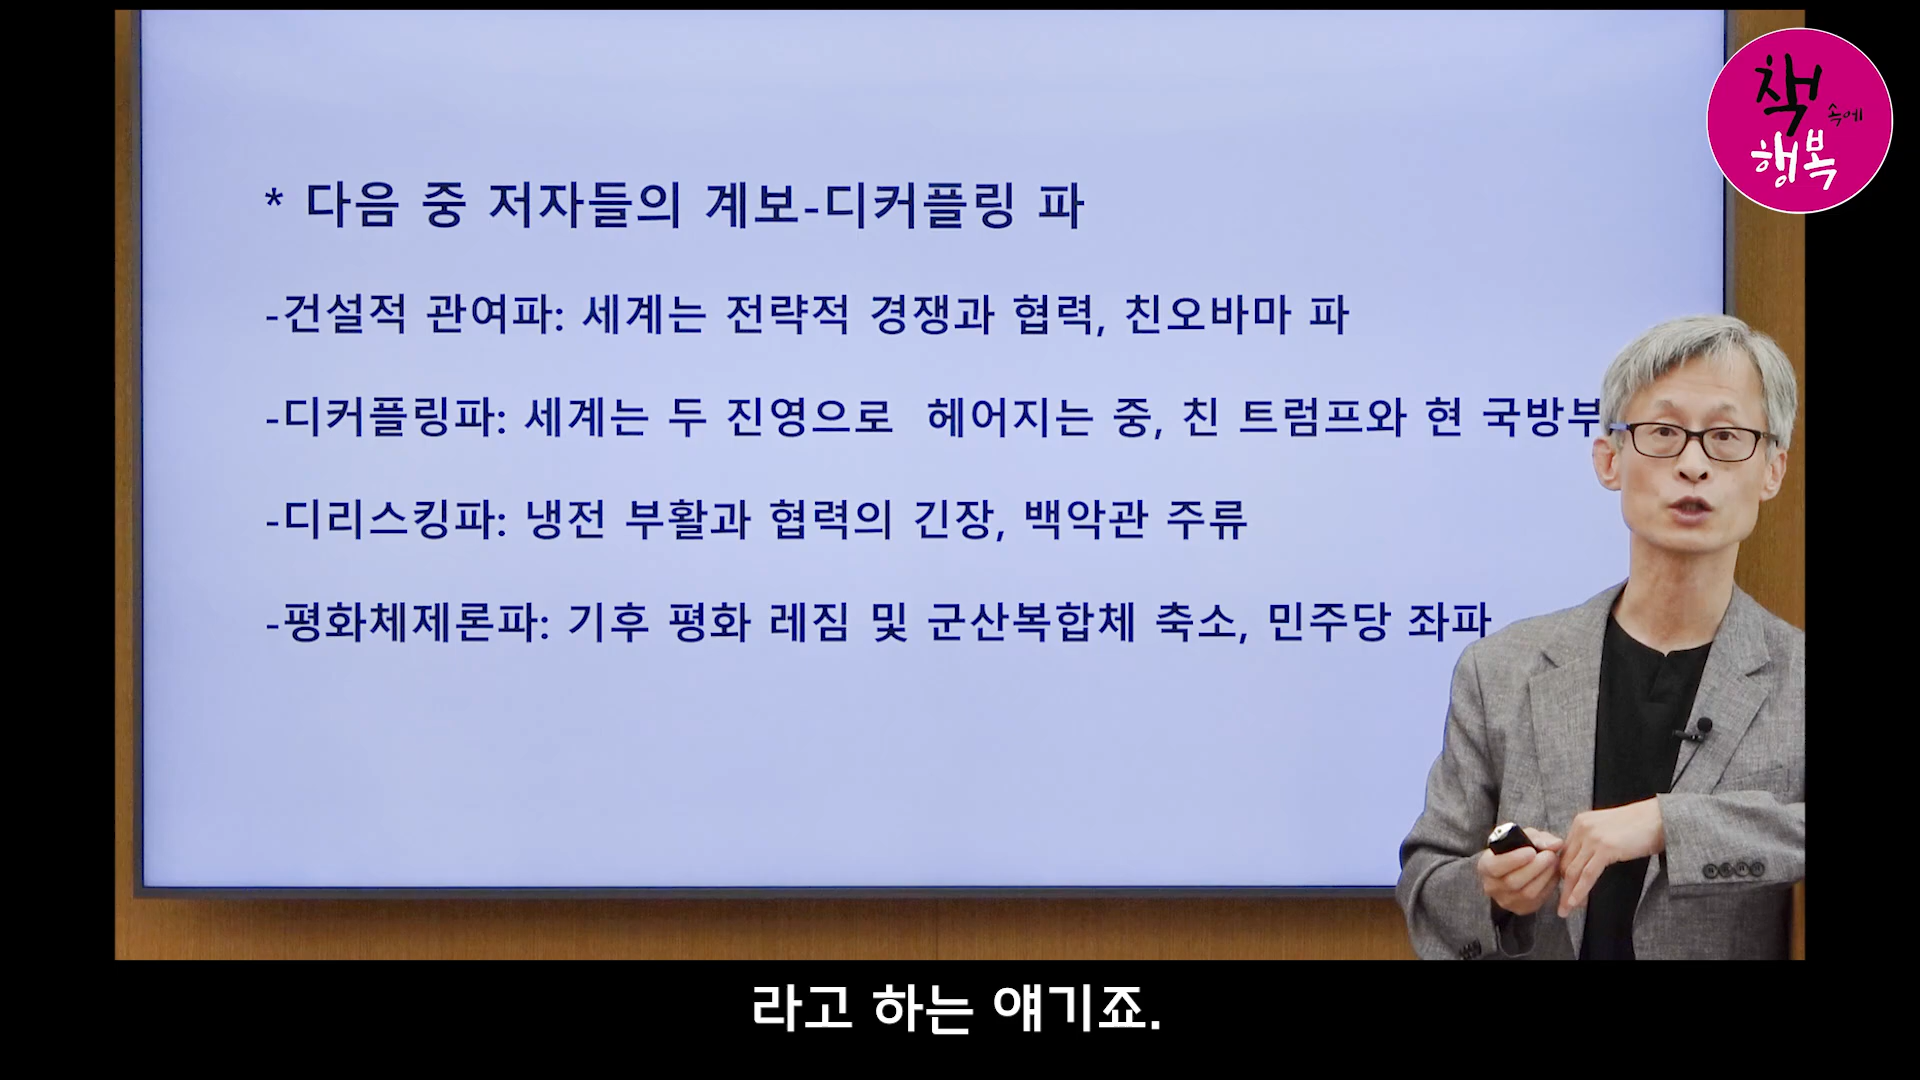 책
속에
행복
* 다음 중 저자들의 계보-디커플링 파
-건설적 관여파: 세계는 전략적 경쟁과 협력, 친오바마 파
-디커플링파: 세계는 두 진영으로 헤어지는 중, 친 트럼프와 현 국방부
-디리스킹파: 냉전 부활과 협력의 긴장, 백악관 주류
-평화체제론파: 기후 평화 레짐 및 군산복합체 축소, 민주당 좌파
라고 하는 얘기죠.